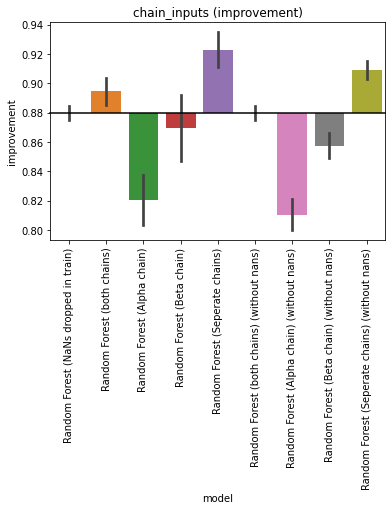 chain_inputs (improvement)
improvement
0.94
0.92
0.90
0.88
0.86
0.84
0.82
0.80
Random Forest (NaNs dropped in train)
Random Forest (both chains)
Random Forest (Alpha chain)
Random Forest (Beta chain)
Random Forest (Seperate chains)
Random Forest (both chains) (without nans)
Random Forest (Alpha chain) (without nans)
Random Forest (Beta chain) (without nans)
Random Forest (Seperate chains) (without nans)
model